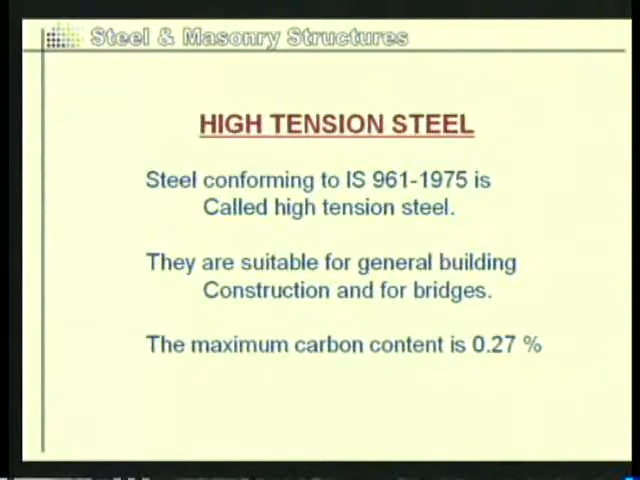 Steel & Masonry Structures
HIGH TENSION STEEL
Steel conforming to IS 961-1975 is
Called high tension steel.
They are suitable for general building
Construction and for bridges.
The maximum carbon content is 0.27 %